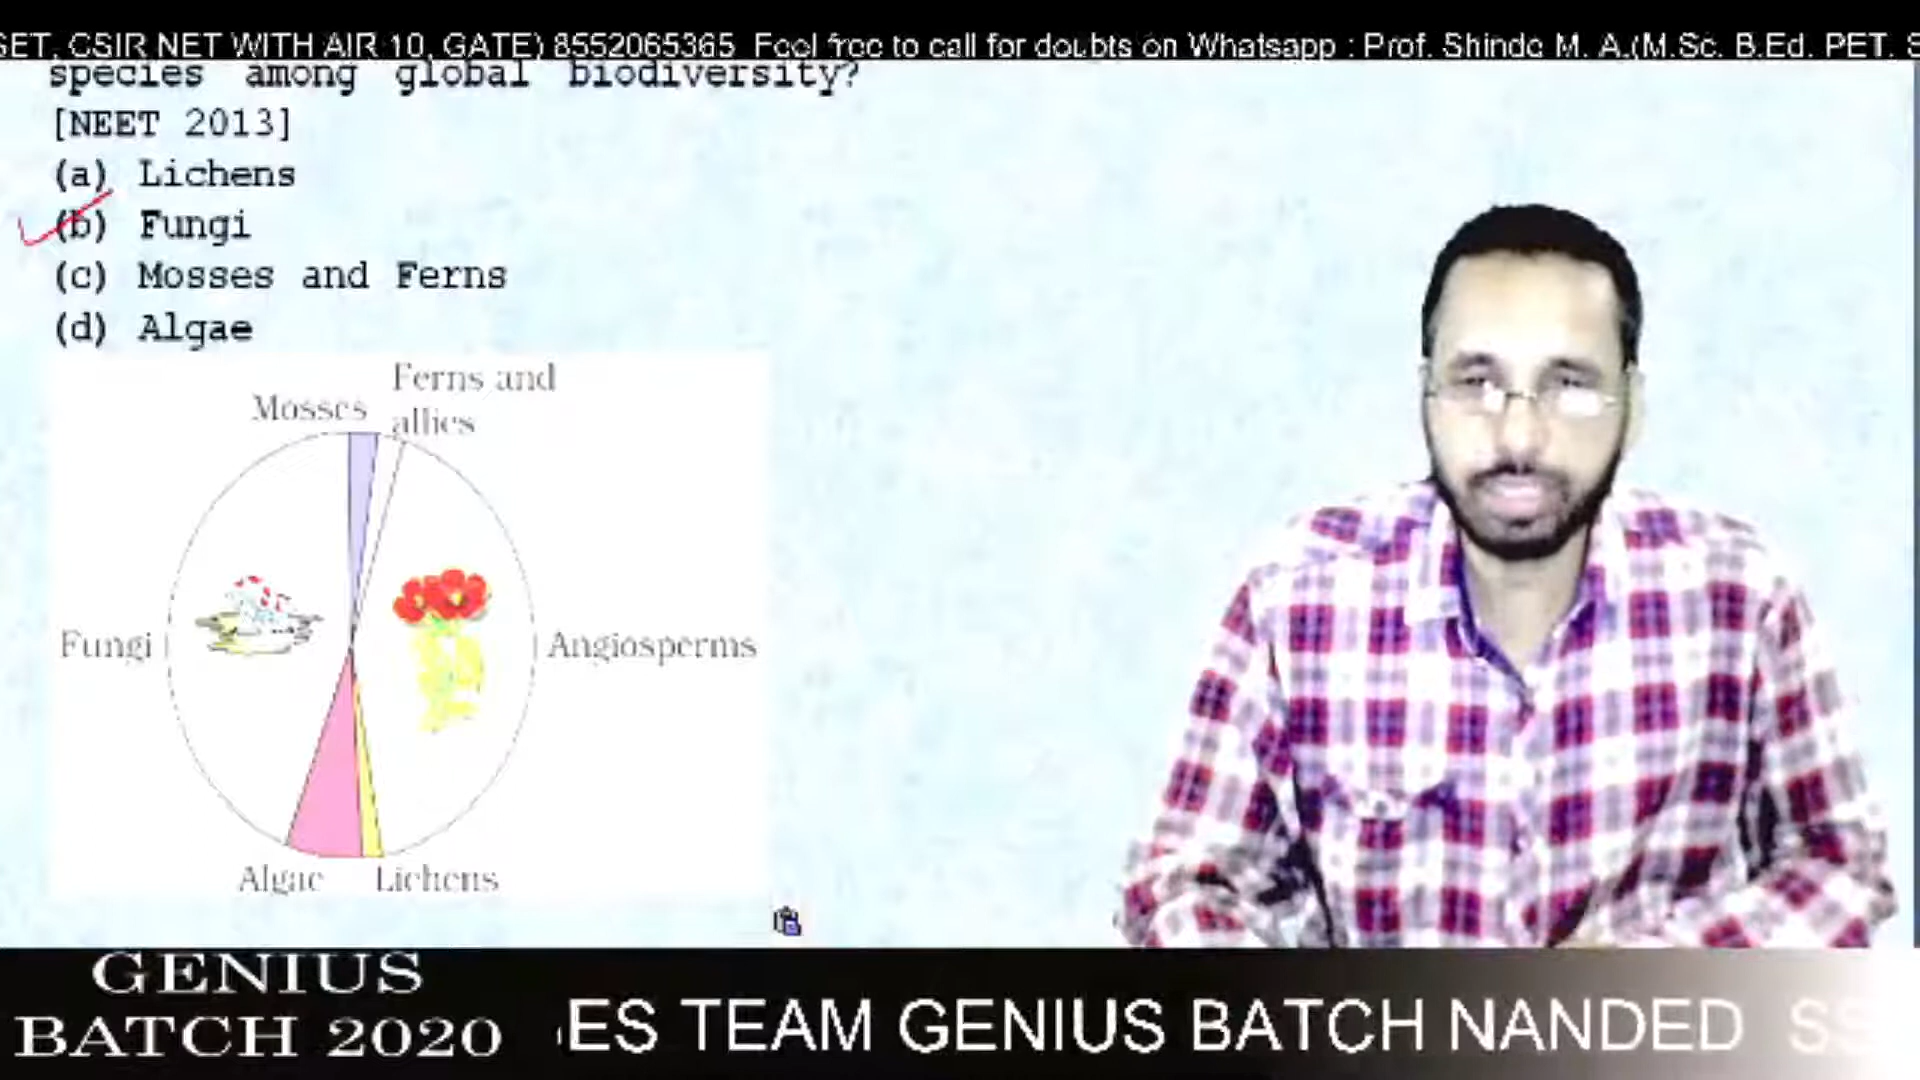 SET, CSIR NET WITH AIR 10, GATE) 8552065365 Feel free to call for doubts on Whatsapp : Prof. Shinde M. A.(M.Sc. B.Ed. PET. S
species among global biodiversity?
[NEET 2013]
(a) Lichens
(b) Fungi
(c) Mosses and Ferns
(d) Algae
Ferns and
Mosses
allies
Fungi
Angiosperms
Algae
Lichens
GENIUS
BATCH 2020
ES TEAM GENIUS BATCH NANDED SS